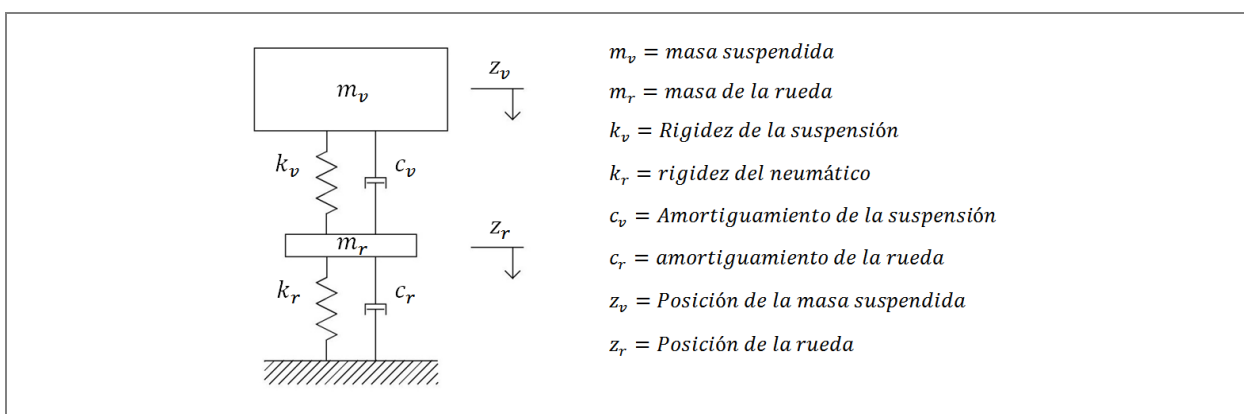 m_v
z_v
k_v
c_v
m_r
z_r
k_r
c_r
m_v = masa suspendida
m_r = masa de la rueda
k_v = Rigidez de la suspensión
k_r = rigidez del neumático
c_v = Amortiguamiento de la suspensión
c_r = amortiguamiento de la rueda
z_v = Posición de la masa suspendida
z_r = Posición de la rueda